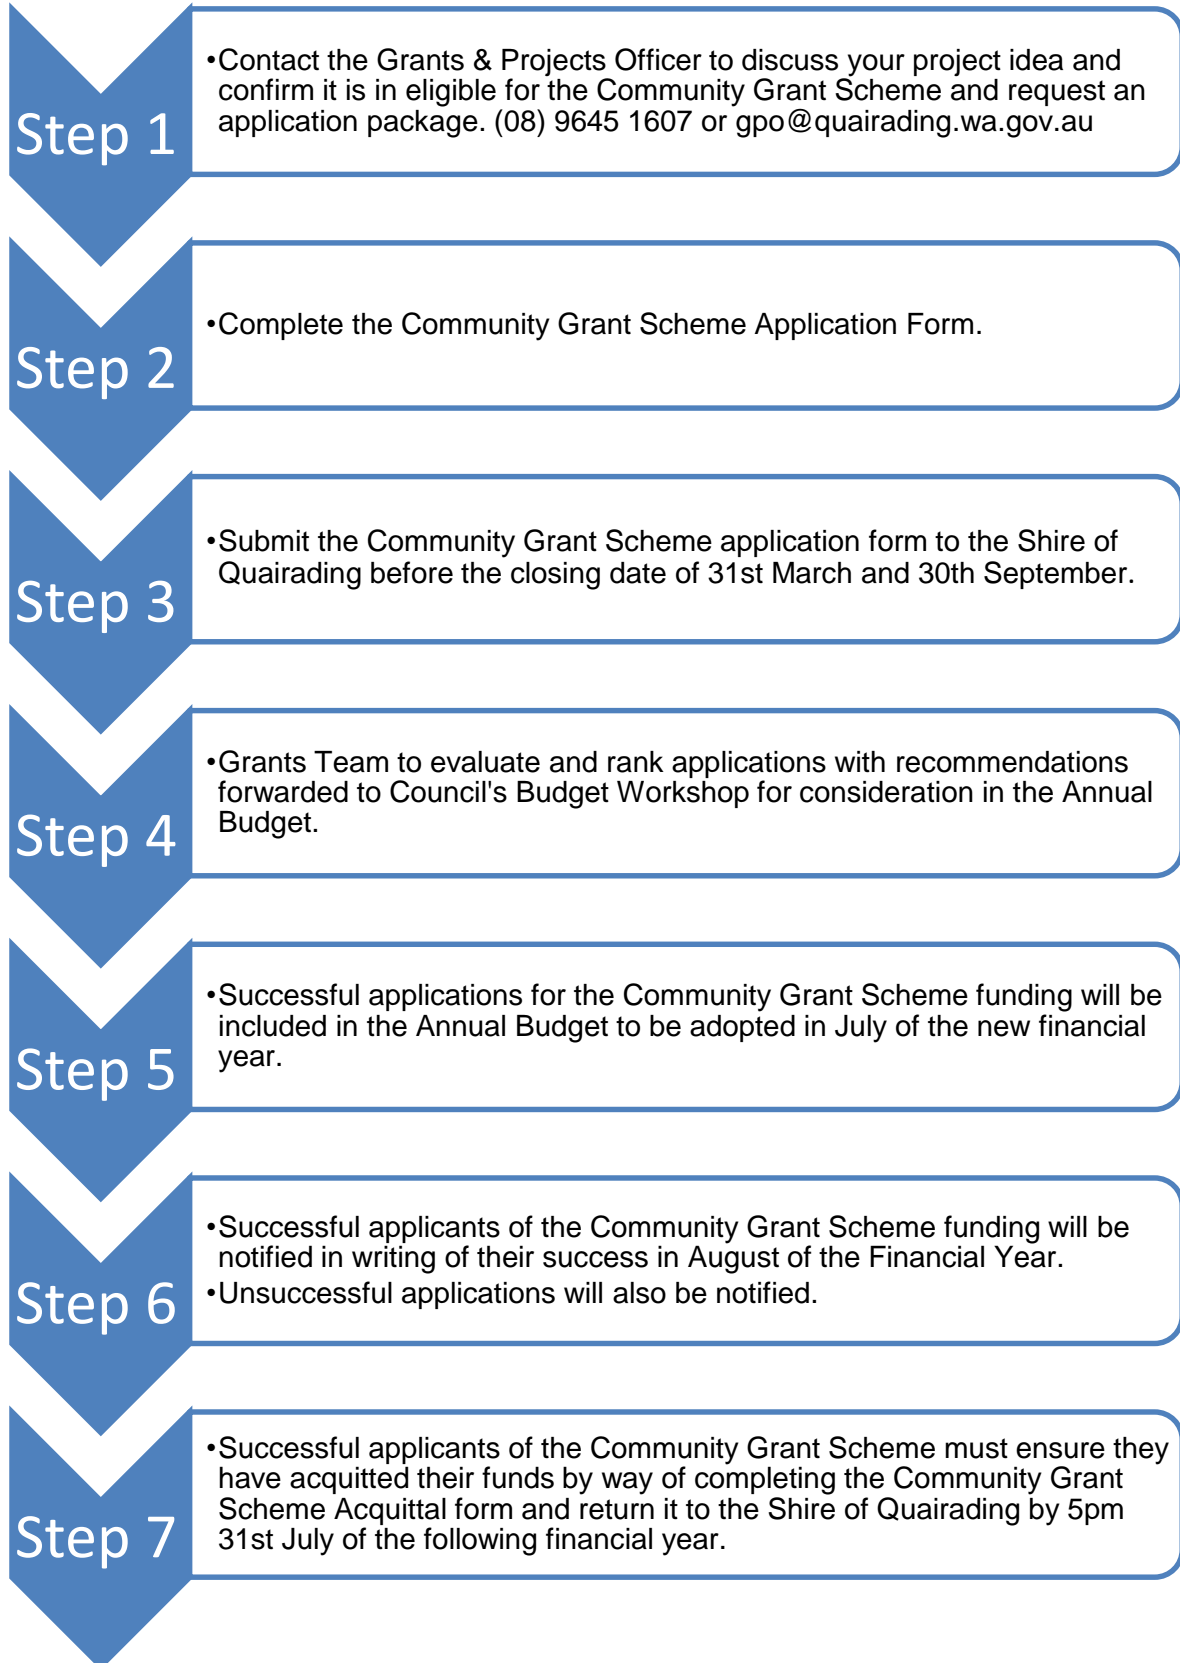 Step 1
•Contact the Grants & Projects Officer to discuss your project idea and
confirm it is in eligible for the Community Grant Scheme and request an
application package. (08) 9645 1607 or gpo@quairading.wa.gov.au
Step 2
•Complete the Community Grant Scheme Application Form.
Step 3
•Submit the Community Grant Scheme application form to the Shire of
Quairading before the closing date of 31st March and 30th September.
Step 4
•Grants Team to evaluate and rank applications with recommendations
forwarded to Council's Budget Workshop for consideration in the Annual
Budget.
Step 5
•Successful applications for the Community Grant Scheme funding will be
included in the Annual Budget to be adopted in July of the new financial
year.
Step 6
•Successful applicants of the Community Grant Scheme funding will be
notified in writing of their success in August of the Financial Year.
•Unsuccessful applications will also be notified.
Step 7
•Successful applicants of the Community Grant Scheme must ensure they
have acquitted their funds by way of completing the Community Grant
Scheme Acquittal form and return it to the Shire of Quairading by 5pm
31st July of the following financial year.